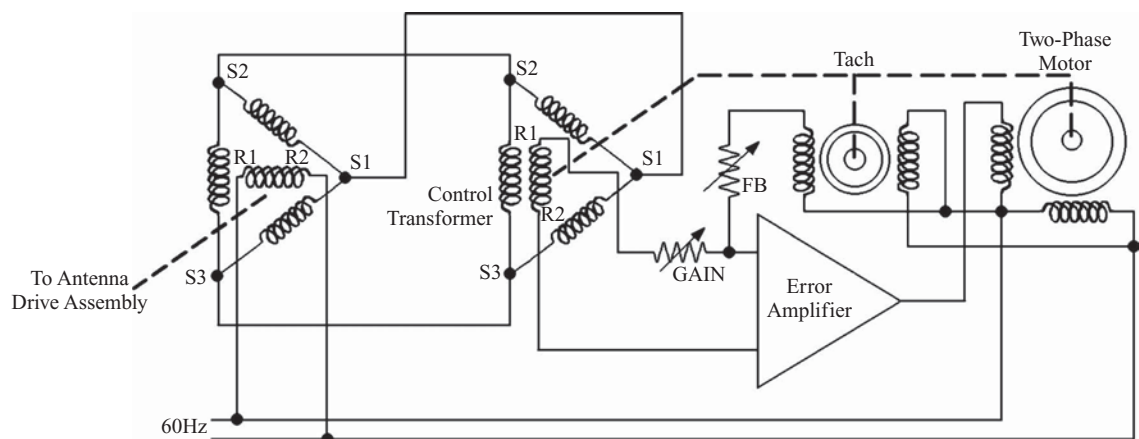 Two-Phase
Motor
Tach
S2
S2
R1
R1
R2
S1
S1
FB
Control
Transformer
R2
GAIN
S3
S3
To Antenna
Drive Assembly
Error
Amplifier
60Hz